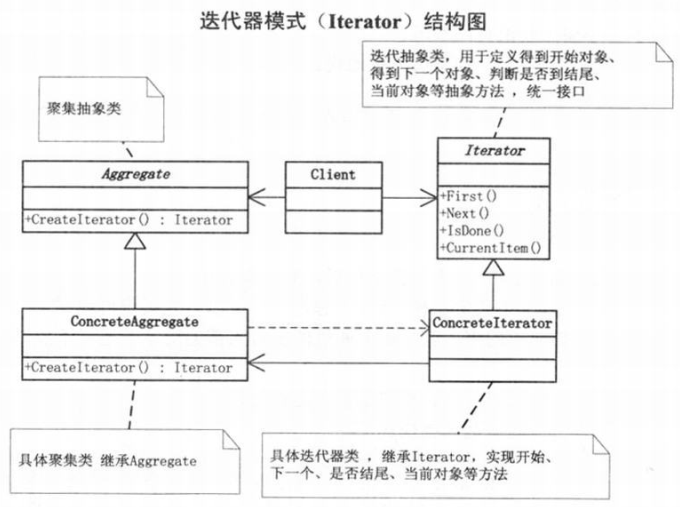 迭代器模式（Iterator）结构图
迭代抽象类，用于定义得到开始对象、
得到下一个对象、判断是否到结尾、
当前对象等抽象方法 ，统一接口
聚集抽象类
Aggregate
+CreateIterator() : Iterator
Client
Iterator
+First()
+Next()
+IsDone()
+CurrentItem()
ConcreteAggregate
+CreateIterator() : Iterator
ConcreteIterator
具体聚集类 继承Aggregate
具体迭代器类 ，继承Iterator，实现开始、
下一个、是否结尾、当前对象等方法